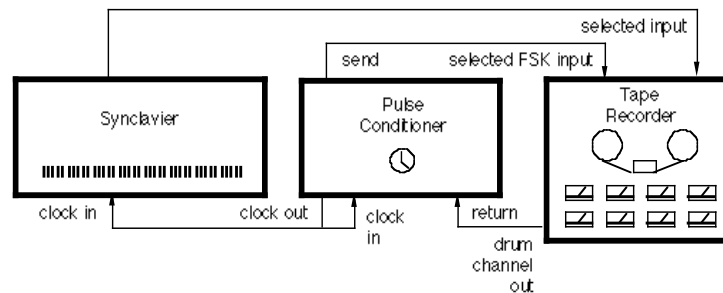 selected input
send
selected FSK input
Synclavier
Pulse
Conditioner
Tape
Recorder
clock in
clock out
clock
in
return
drum
channel
out